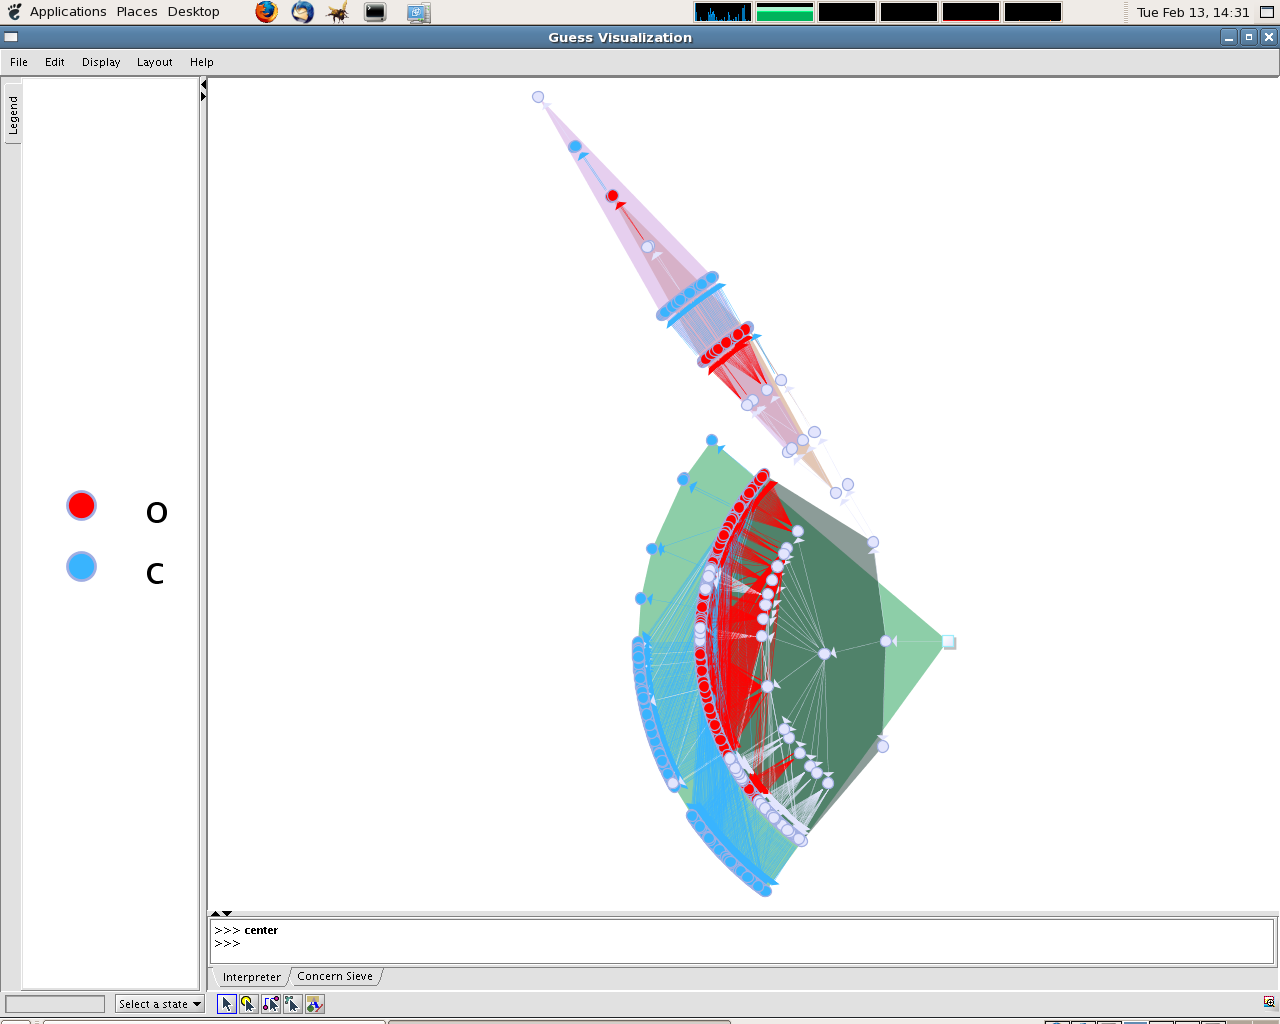 Applications Places Desktop
Tue Feb 13, 14:31
Guess Visualization
File Edit Display Layout Help
Legend
o
c
>>> center
>>>
Interpreter Concern Sieve
Select a state